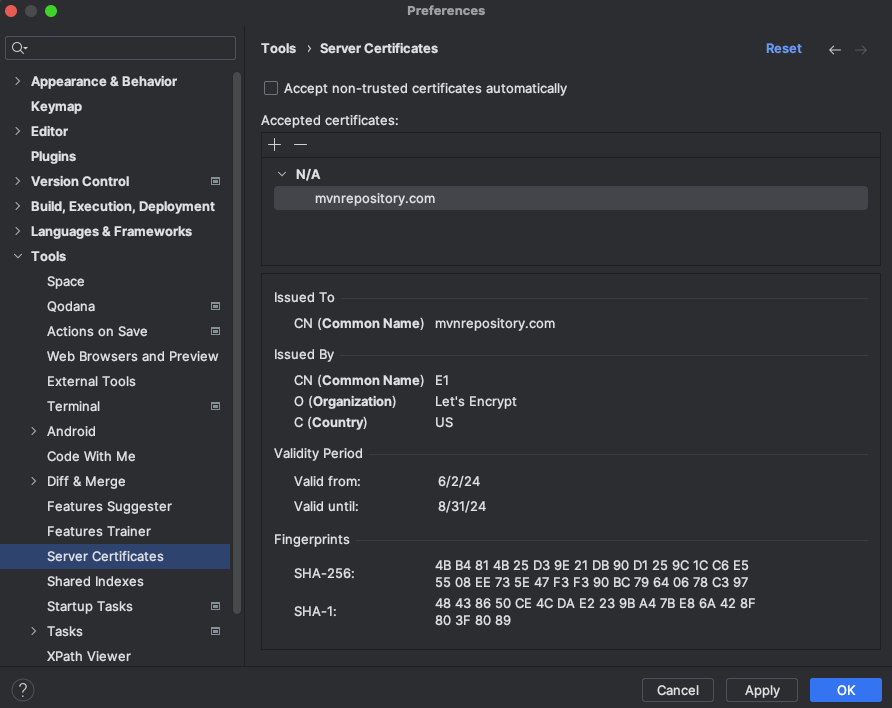 Preferences
Appearance & Behavior
Keymap
Editor
Plugins
Version Control
Build, Execution, Deployment
Languages & Frameworks
Tools
Space
Qodana
Actions on Save
Web Browsers and Preview
External Tools
Terminal
Android
Code With Me
Diff & Merge
Features Suggester
Features Trainer
Server Certificates
Shared Indexes
Startup Tasks
Tasks
XPath Viewer
?
Tools › Server Certificates
Reset
Accept non-trusted certificates automatically
Accepted certificates:
N/A
mvnrepository.com
Issued To
CN (Common Name) mvnrepository.com
Issued By
CN (Common Name) E1
O (Organization) Let's Encrypt
C (Country) US
Validity Period
Valid from: 6/2/24
Valid until: 8/31/24
Fingerprints
SHA-256: 4B B4 81 4B 25 D3 9E 21 DB 90 D1 25 9C 1C C6 E5
55 08 EE 73 5E 47 F3 F3 90 BC 79 64 06 78 C3 97
SHA-1: 48 43 86 50 CE 4C DA E2 23 9B A4 7B E8 6A 42 8F
80 3F 80 89
Cancel
Apply
OK